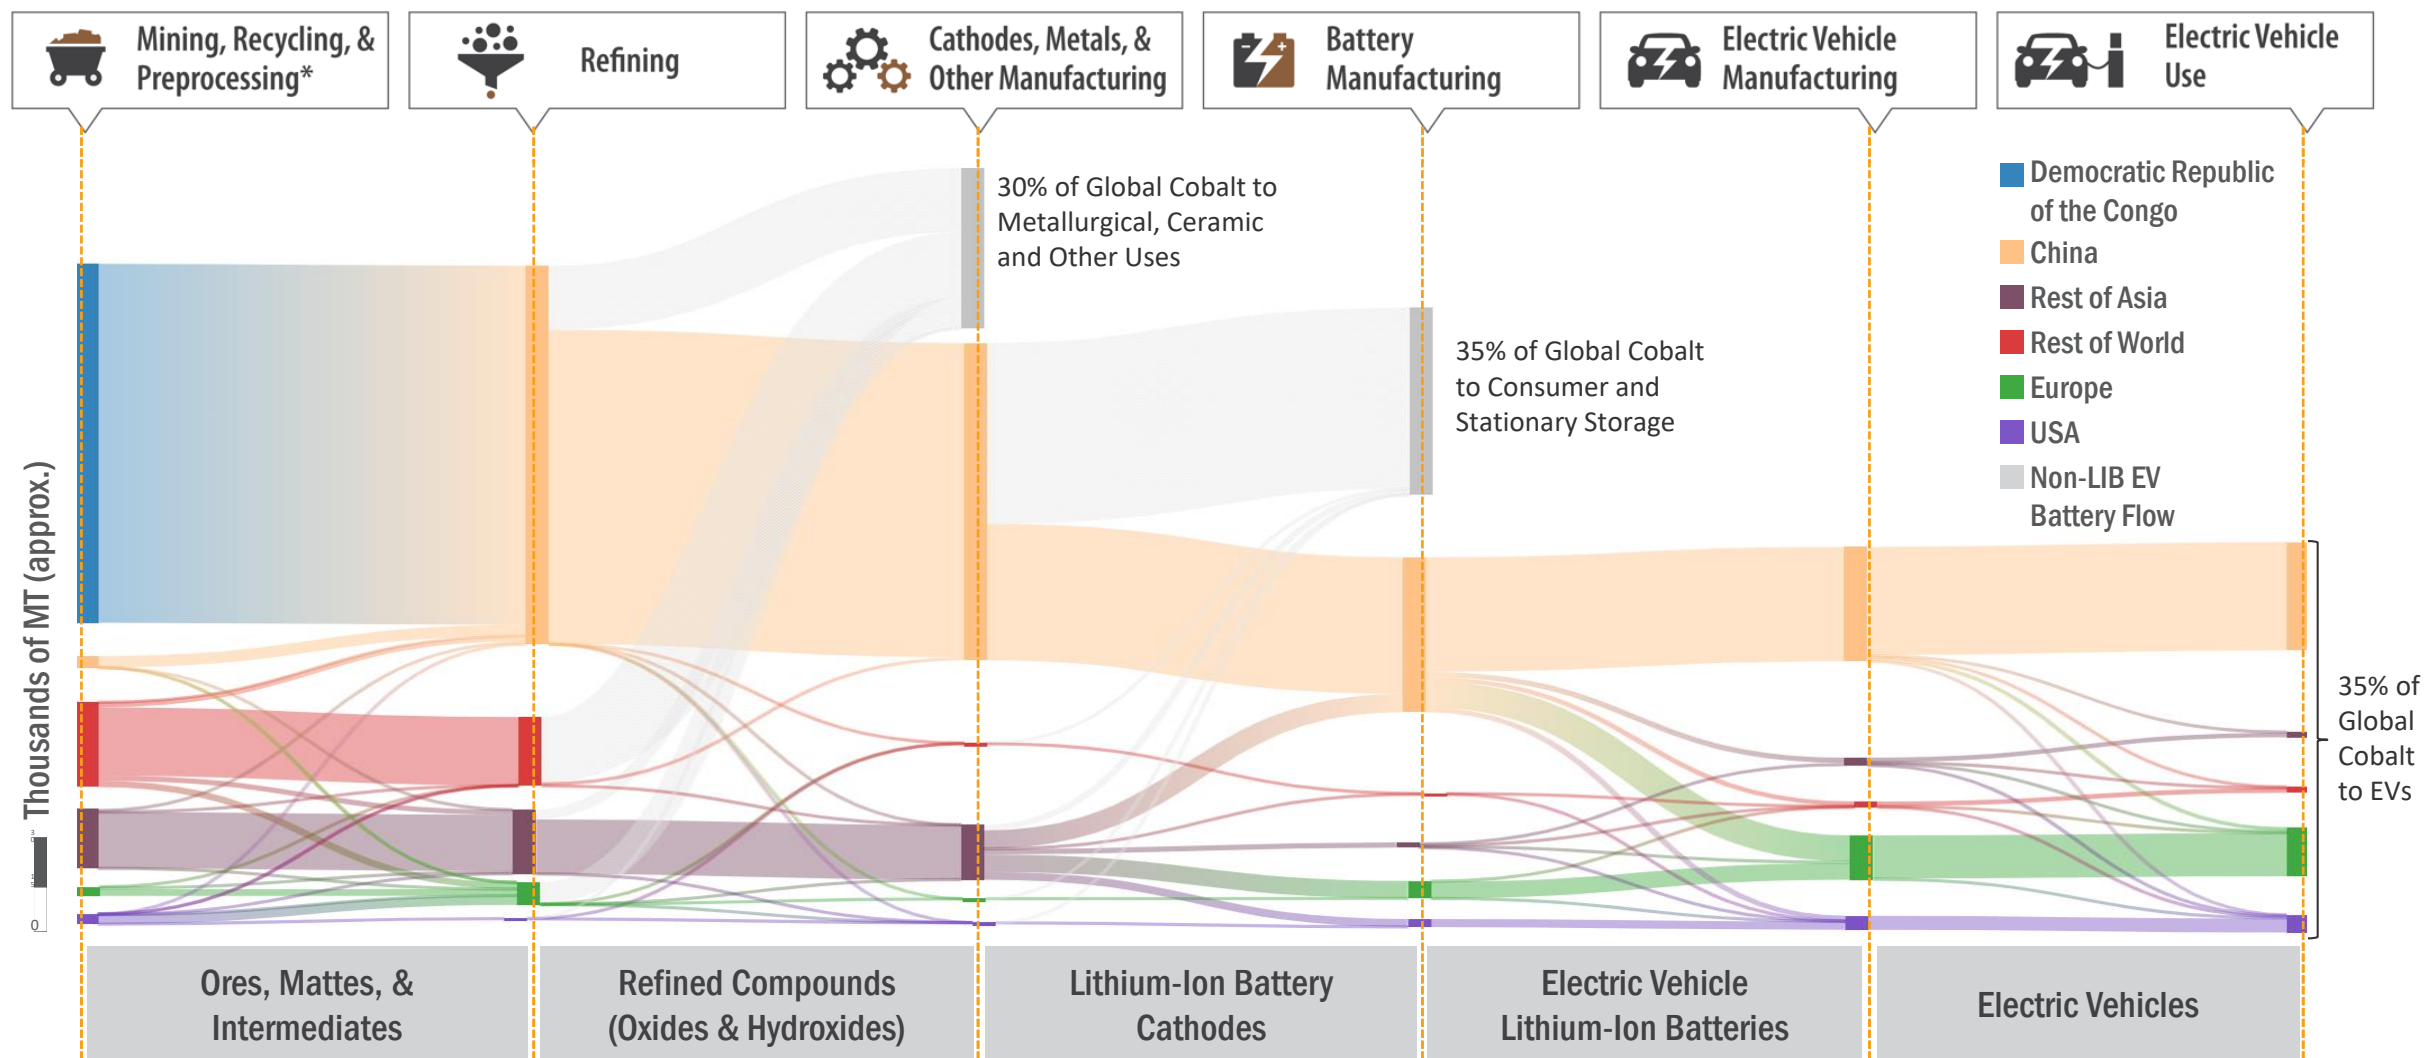 Mining, Recycling, &
Preprocessing*
Refining
Cathodes, Metals, &
Other Manufacturing
Battery
Manufacturing
Electric Vehicle
Manufacturing
Electric Vehicle
Use
30% of Global Cobalt to
Metallurgical, Ceramic
and Other Uses
35% of Global Cobalt
to Consumer and
Stationary Storage
Democratic Republic
of the Congo
China
Rest of Asia
Rest of World
Europe
USA
Non-LIB EV
Battery Flow
35% of
Global
Cobalt
to EVs
Thousands of MT (approx.)
0
Ores, Mattes, &
Intermediates
Refined Compounds
(Oxides & Hydroxides)
Lithium-Ion Battery
Cathodes
Electric Vehicle
Lithium-Ion Batteries
Electric Vehicles